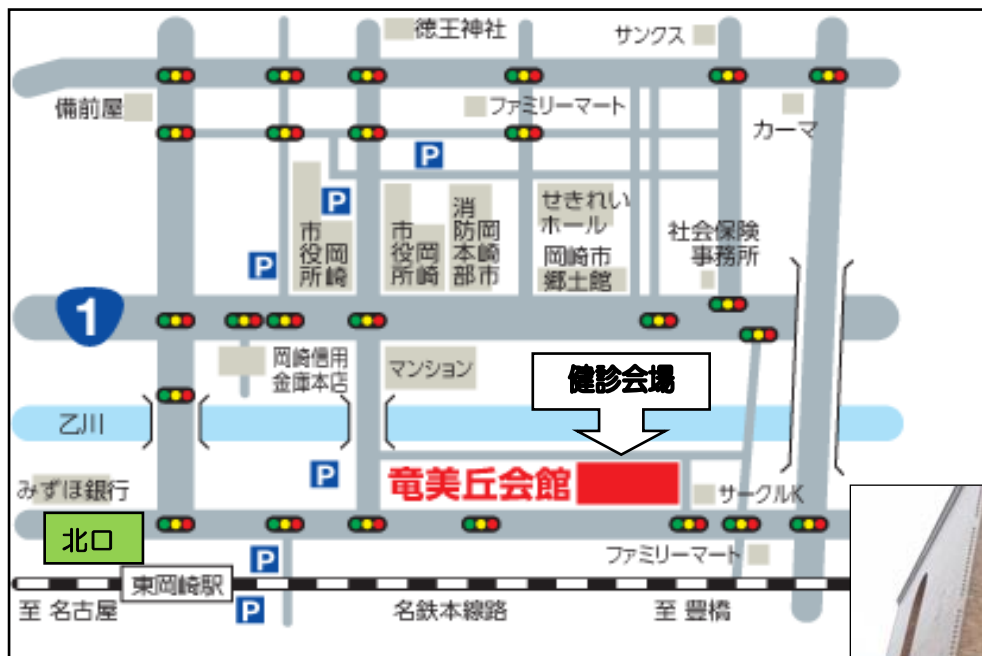 徳王神社
サンクス
備前屋
ファミリーマート
カーマ
P
P
P
岡崎
市役所
岡崎
市役所
岡崎市
消防本部
せきれい
ホール
岡崎市
郷土館
社会保険
事務所
1
岡崎信用
金庫本店
マンション
健診会場
乙川
みずほ銀行
P
竜美丘会館
サークルK
北口
P
ファミリーマート
東岡崎駅
至 名古屋
P
名鉄本線路
至 豊橋